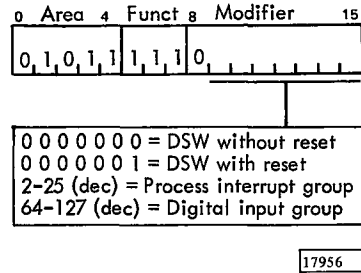 0 Area 4 Funct 8 Modifier 15
0 1 0 1 1 1 1 1 0
0 0 0 0 0 0 0 = DSW without reset
0 0 0 0 0 0 1 = DSW with reset
2-25 (dec) = Process interrupt group
64-127 (dec) = Digital input group
17956